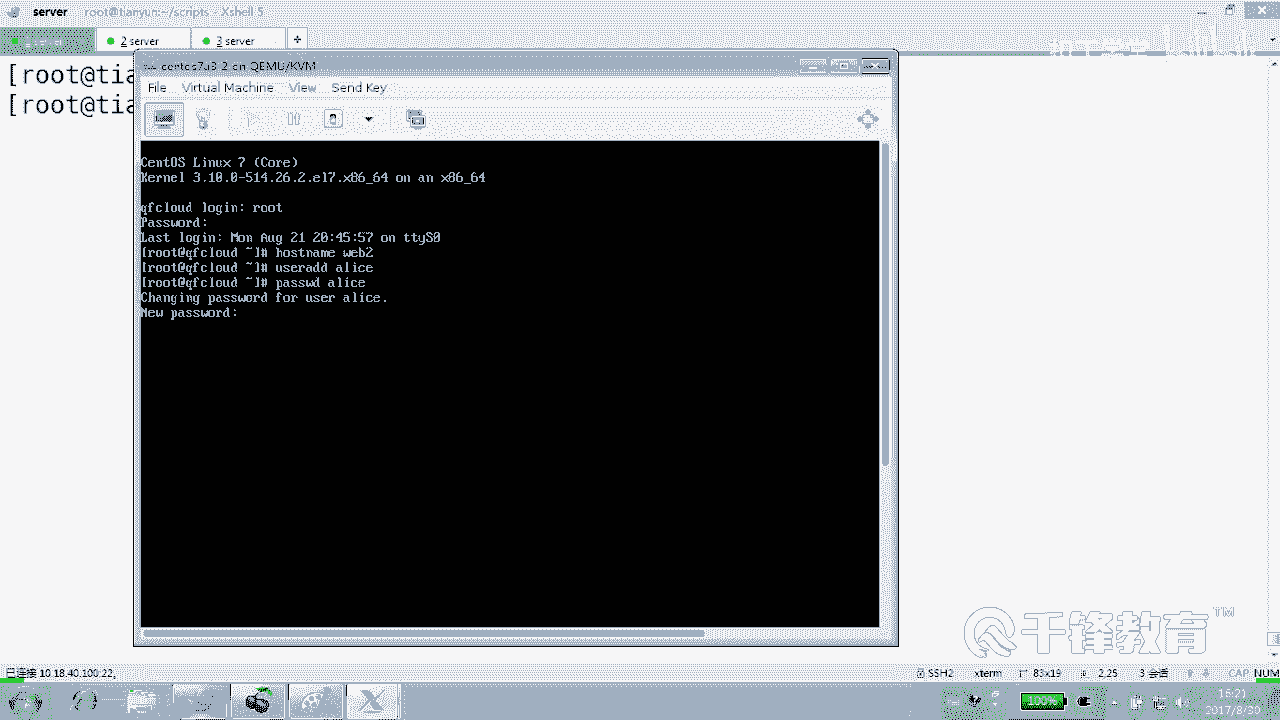 server root@tianyun:~/scripts - Xshell 5
2 server
3 server
[root@tia
[root@tia
centos7u3-2 on QEMU/KVM
File Virtual Machine View Send Key
CentOS Linux 7 (Core)
Kernel 3.10.0-514.26.2.el7.x86_64 on an x86_64
qfcloud login: root
Password:
Last login: Mon Aug 21 20:45:57 on ttyS0
[root@qfcloud ~]# hostname web2
[root@qfcloud ~]# useradd alice
[root@qfcloud ~]# passwd alice
Changing password for user alice.
New password:
千锋教育™
已连接 10.18.40.100:22。
SSH2
xterm
83x19
2,25
3 会话
CAP NUM
100%
16:21
2017/8/30